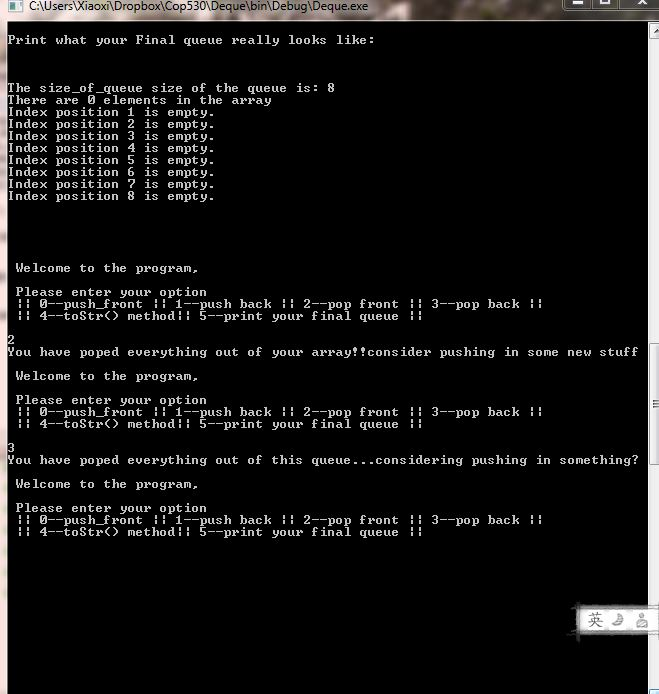 C:\Users\Xiaoxi\Dropbox\Cop530\Deque\bin\Debug\Deque.exe
Print what your Final queue really looks like:
The size_of_queue size of the queue is: 8
There are 0 elements in the array
Index position 1 is empty.
Index position 2 is empty.
Index position 3 is empty.
Index position 4 is empty.
Index position 5 is empty.
Index position 6 is empty.
Index position 7 is empty.
Index position 8 is empty.
Welcome to the program,
Please enter your option
|| 0--push_front || 1--push back || 2--pop front || 3--pop back ||
|| 4--toStr() method|| 5--print your final queue ||
2
You have poped everything out of your array!!consider pushing in some new stuff
Welcome to the program,
Please enter your option
|| 0--push_front || 1--push back || 2--pop front || 3--pop back ||
|| 4--toStr() method|| 5--print your final queue ||
3
You have poped everything out of this queue...considering pushing in something?
Welcome to the program,
Please enter your option
|| 0--push_front || 1--push back || 2--pop front || 3--pop back ||
|| 4--toStr() method|| 5--print your final queue ||
英